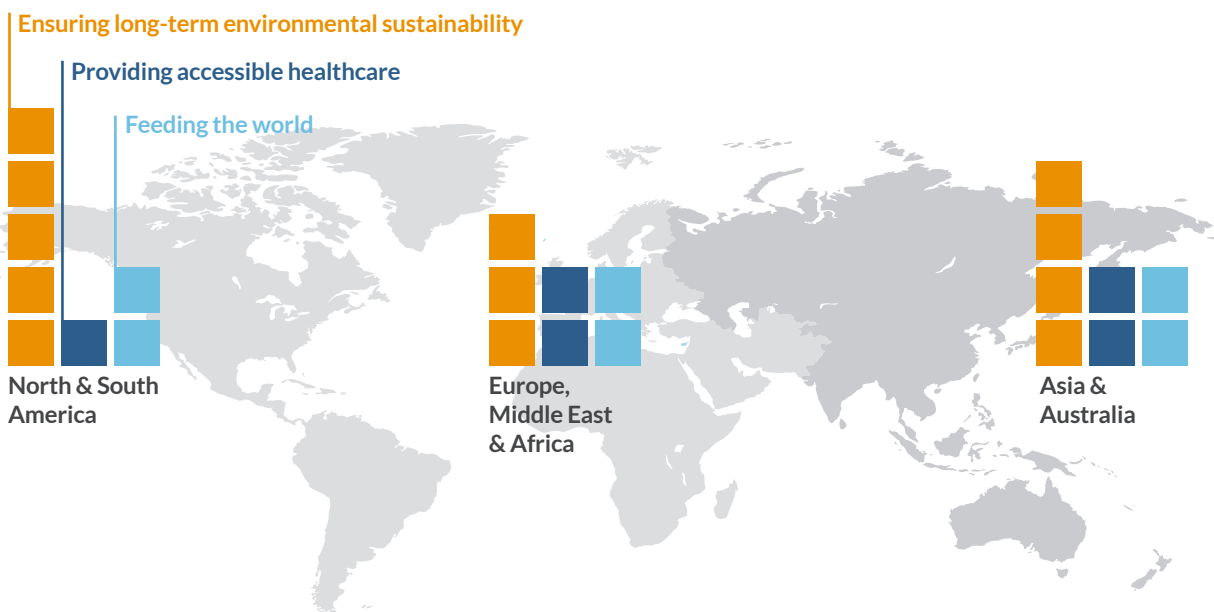 Ensuring long-term environmental sustainability
Providing accessible healthcare
Feeding the world
North & South
America
Europe,
Middle East
& Africa
Asia &
Australia